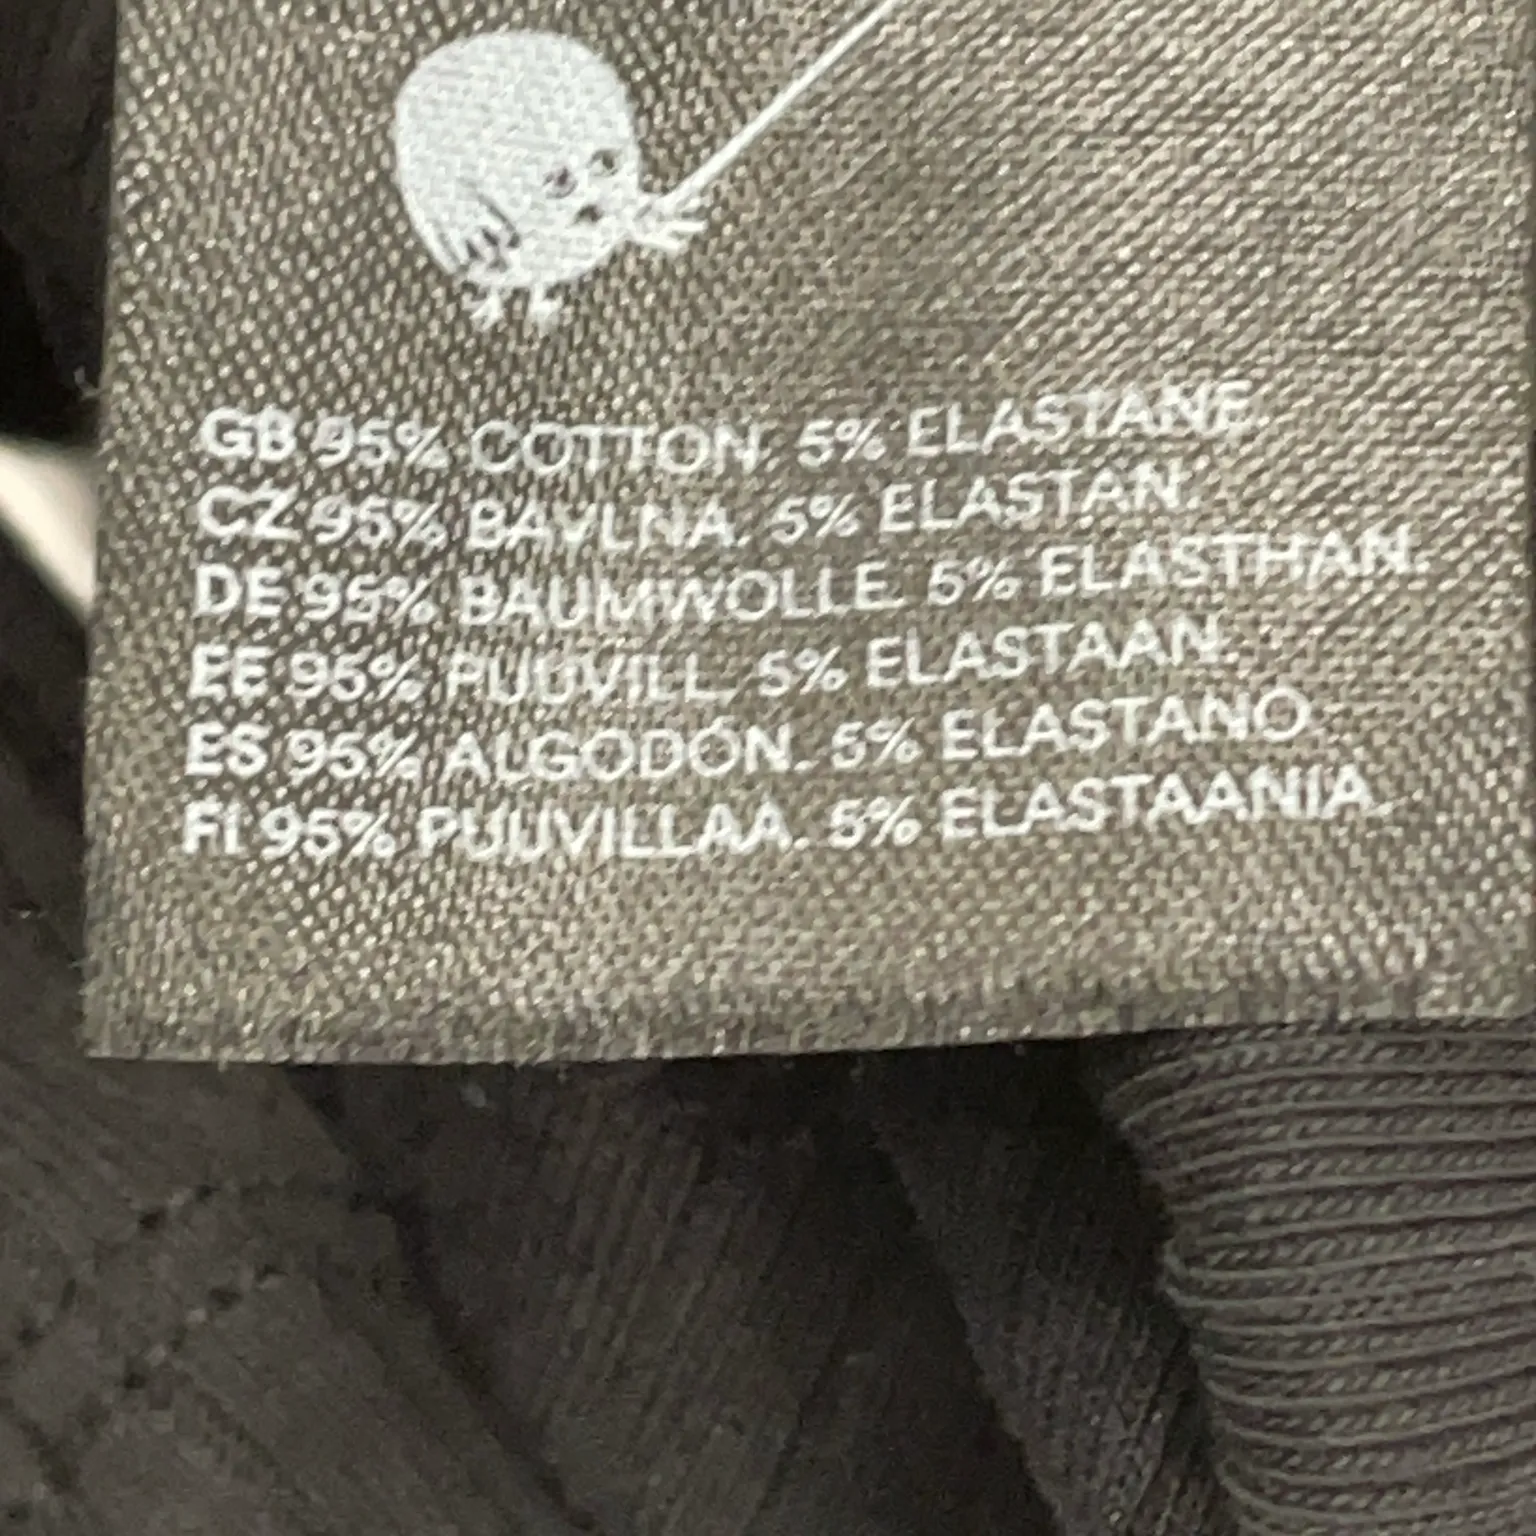 GB 95% COTTON. 5% ELASTANE
CZ 95% BAVLNA. 5% ELASTAN.
DE 95% BAUMWOLLE. 5% ELASTHAN.
EE 95% PUUVILL. 5% ELASTAAN.
ES 95% ALGODÓN. 5% ELASTANO
FI 95% PUUVILLAA. 5% ELASTAANIA.